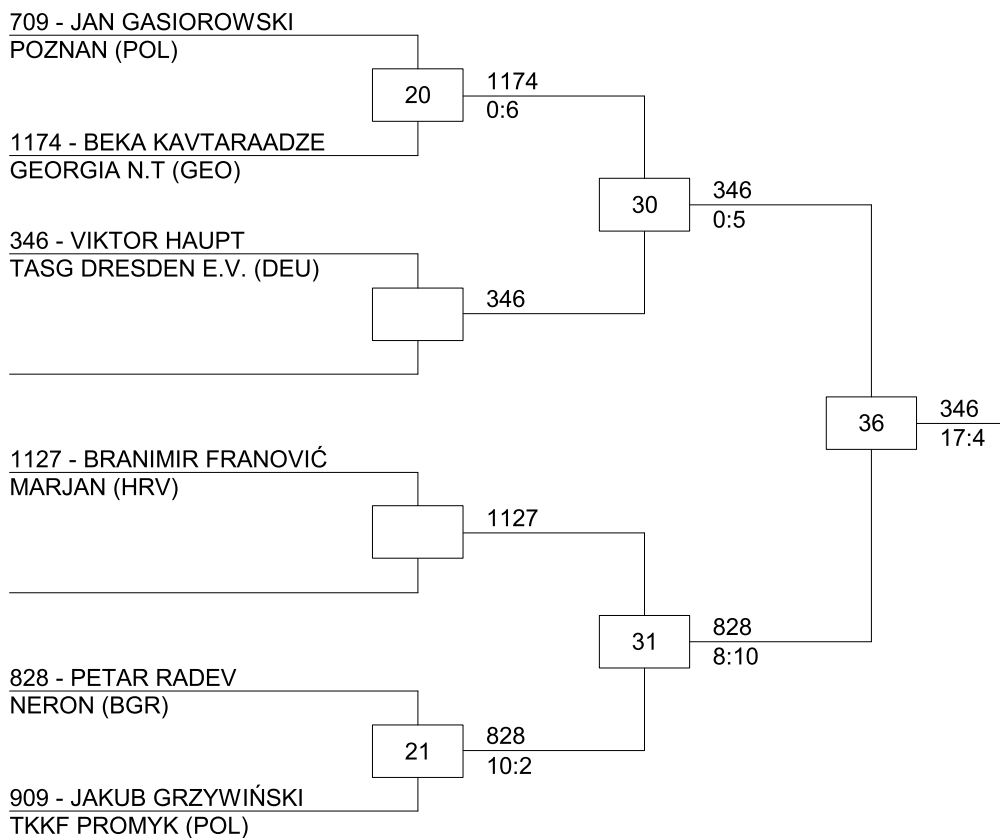 709 - JAN GASIOROWSKI
POZNAN (POL)
20
1174
0:6
1174 - BEKA KAVTARAADZE
GEORGIA N.T (GEO)
30
346
0:5
346 - VIKTOR HAUPT
TASG DRESDEN E.V. (DEU)
346
36
346
17:4
1127 - BRANIMIR FRANOVIĆ
MARJAN (HRV)
1127
31
828
8:10
828 - PETAR RADEV
NERON (BGR)
21
828
10:2
909 - JAKUB GRZYWIŃSKI
TKKF PROMYK (POL)